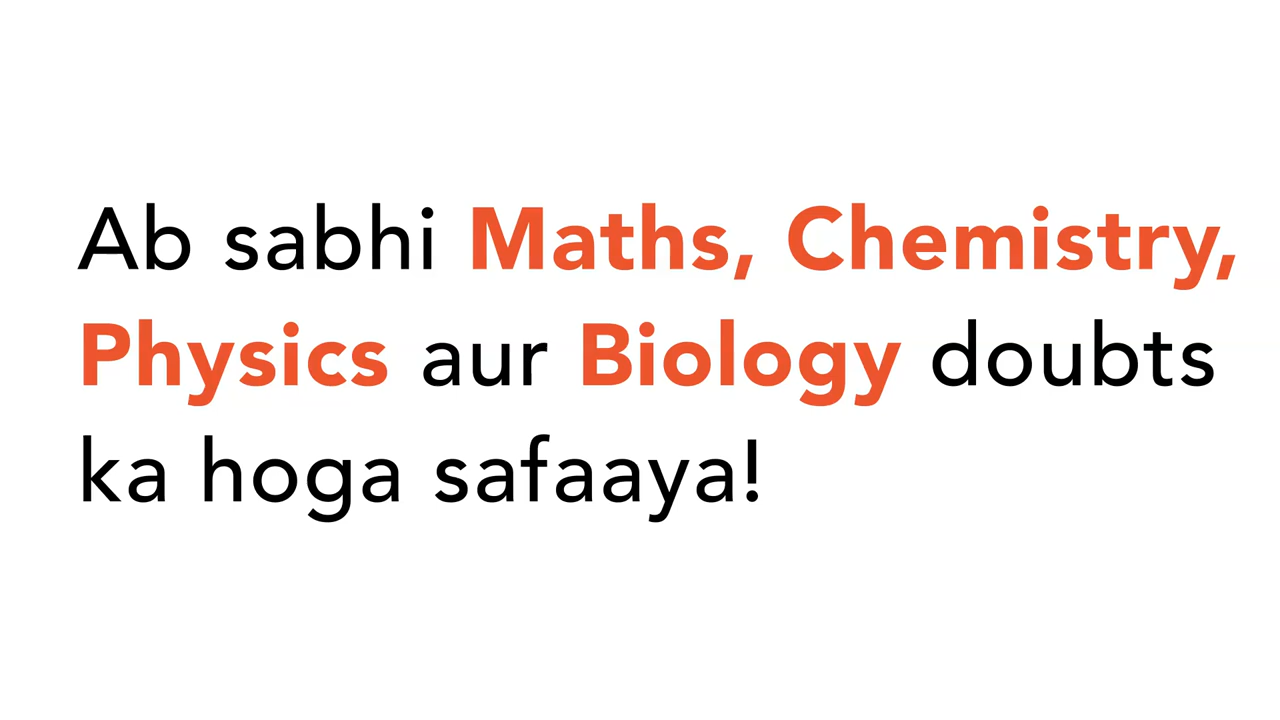 Ab sabhi Maths, Chemistry,
Physics aur Biology doubts
ka hoga safaaya!